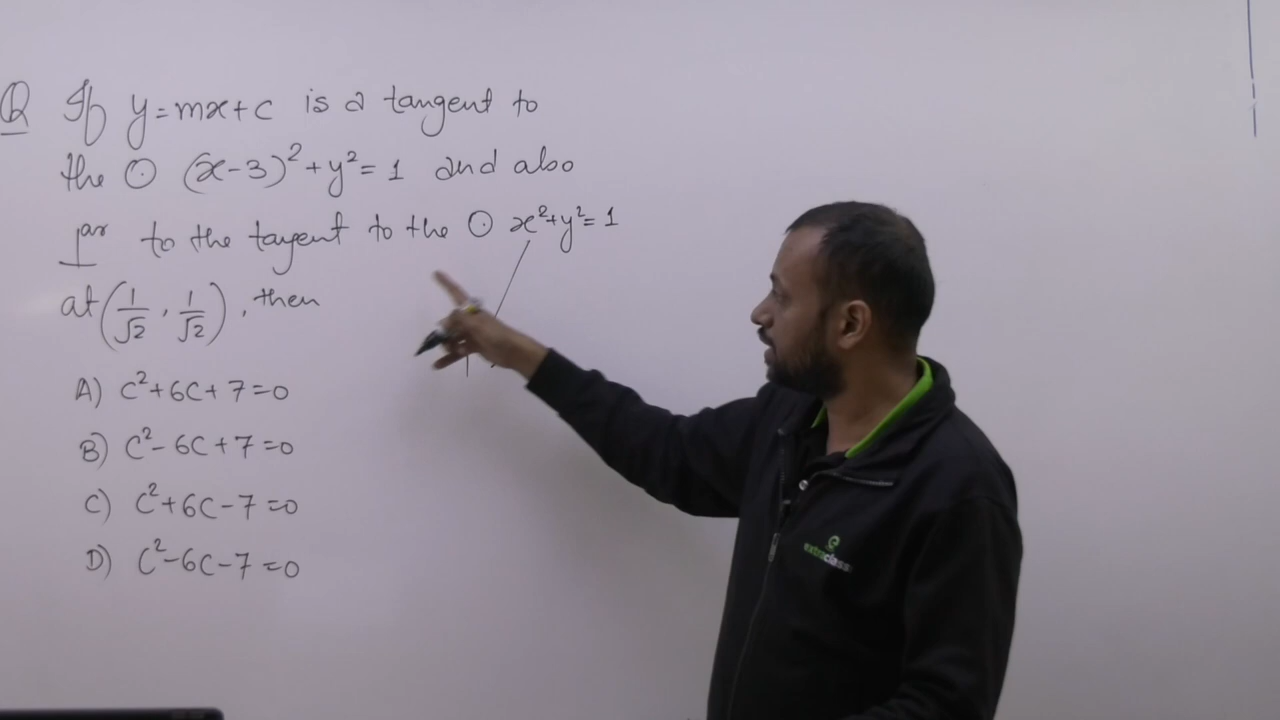 Q If y=mx+c is a tangent to
the ⊙ (x-3)²+y²=1 and also
⊥ar to the tangent to the ⊙ x²+y²=1
at (1/√2, 1/√2), then
A) c²+6c+7=0
B) c²-6c+7=0
C) c²+6c-7=0
D) c²-6c-7=0
extraclass